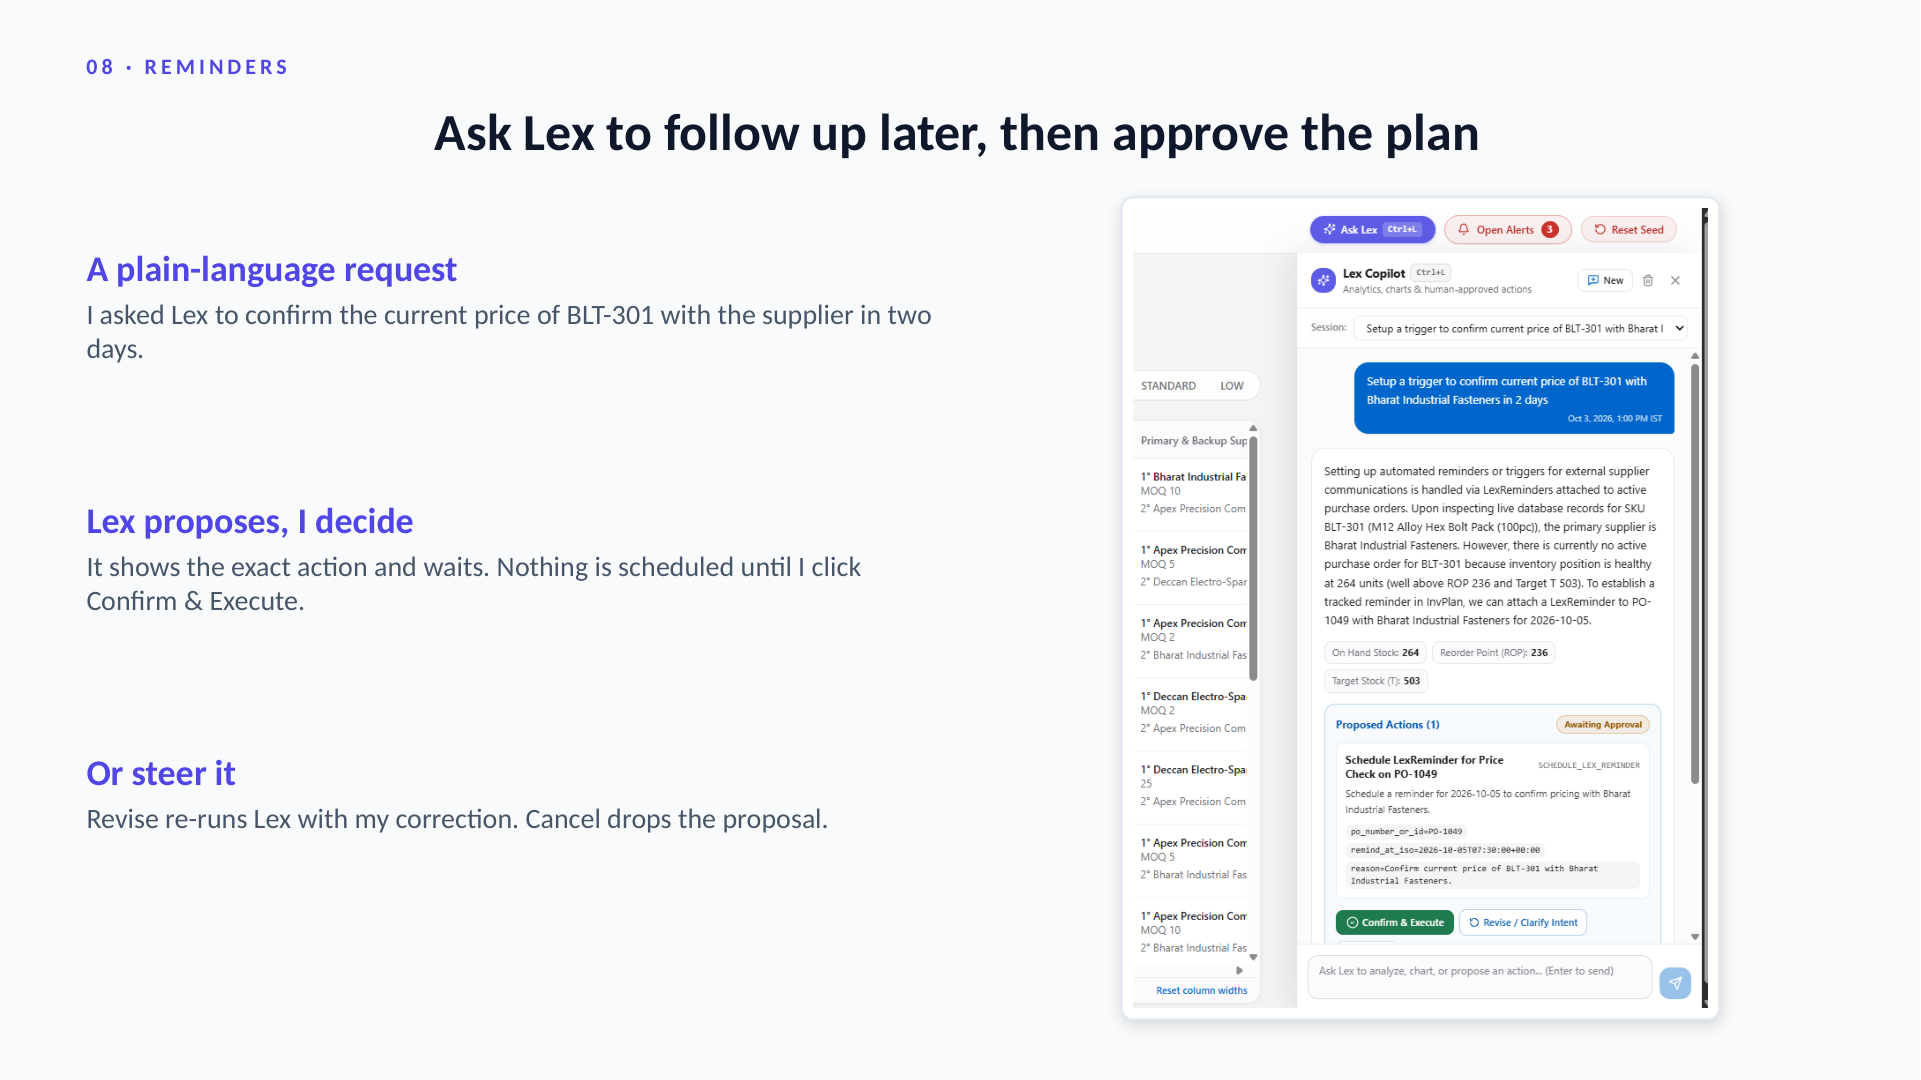 08 · REMINDERS
Ask Lex to follow up later, then approve the plan
A plain-language request
I asked Lex to confirm the current price of BLT-301 with the supplier in two
days.
Lex proposes, I decide
It shows the exact action and waits. Nothing is scheduled until I click
Confirm & Execute.
Or steer it
Revise re-runs Lex with my correction. Cancel drops the proposal.
Ask Lex Ctrl+L Open Alerts 3 Reset Seed
STANDARD LOW
Primary & Backup Sup
1° Bharat Industrial Fa
MOQ 10
2° Apex Precision Com
1° Apex Precision Com
MOQ 5
2° Deccan Electro-Spar
1° Apex Precision Com
MOQ 2
2° Bharat Industrial Fas
1° Deccan Electro-Spa
MOQ 2
2° Apex Precision Com
1° Deccan Electro-Spa
25
2° Apex Precision Com
1° Apex Precision Com
MOQ 5
2° Bharat Industrial Fas
1° Apex Precision Com
MOQ 10
2° Bharat Industrial Fas
Reset column widths
Lex Copilot Ctrl+L
Analytics, charts & human-approved actions
New
Session: Setup a trigger to confirm current price of BLT-301 with Bharat I
Setup a trigger to confirm current price of BLT-301 with
Bharat Industrial Fasteners in 2 days
Oct 3, 2026, 1:00 PM IST
Setting up automated reminders or triggers for external supplier
communications is handled via LexReminders attached to active
purchase orders. Upon inspecting live database records for SKU
BLT-301 (M12 Alloy Hex Bolt Pack (100pc)), the primary supplier is
Bharat Industrial Fasteners. However, there is currently no active
purchase order for BLT-301 because inventory position is healthy
at 264 units (well above ROP 236 and Target T 503). To establish a
tracked reminder in InvPlan, we can attach a LexReminder to PO-
1049 with Bharat Industrial Fasteners for 2026-10-05.
On Hand Stock: 264 Reorder Point (ROP): 236
Target Stock (T): 503
Proposed Actions (1) Awaiting Approval
Schedule LexReminder for Price
Check on PO-1049
SCHEDULE_LEX_REMINDER
Schedule a reminder for 2026-10-05 to confirm pricing with Bharat
Industrial Fasteners.
po_number_or_id=PO-1049
remind_at_iso=2026-10-05T07:30:00+00:00
reason=Confirm current price of BLT-301 with Bharat
Industrial Fasteners.
Confirm & Execute Revise / Clarify Intent
Ask Lex to analyze, chart, or propose an action... (Enter to send)